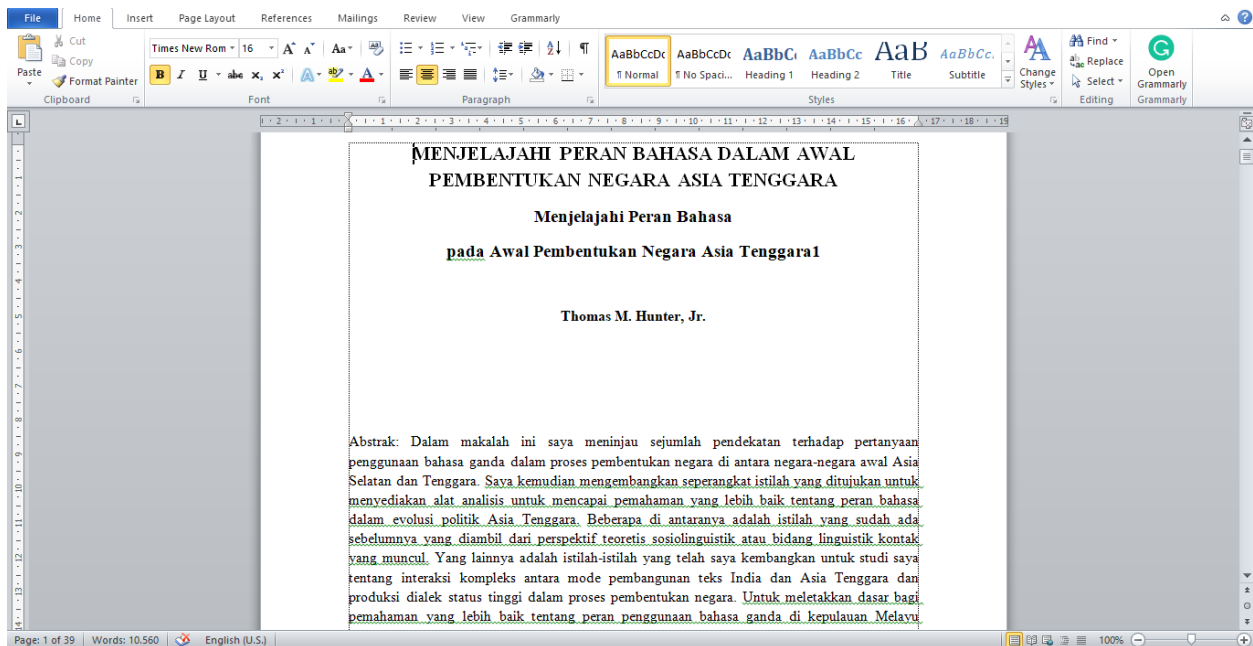 File Home Insert Page Layout References Mailings Review View Grammarly
Paste
Cut
Copy
Format Painter
Clipboard
Times New Rom 16
Font
Paragraph
AaBbCcDc AaBbCcDc AaBbC AaBbCc AaB AaBbCc.
¶ Normal ¶ No Spaci... Heading 1 Heading 2 Title Subtitle
Styles
Change
Styles
Find
Replace
Select
Editing
Open
Grammarly
Grammarly
MENJELAJAHI PERAN BAHASA DALAM AWAL
PEMBENTUKAN NEGARA ASIA TENGGARA
Menjelajahi Peran Bahasa
pada Awal Pembentukan Negara Asia Tenggara1
Thomas M. Hunter, Jr.
Abstrak: Dalam makalah ini saya meninjau sejumlah pendekatan terhadap pertanyaan
penggunaan bahasa ganda dalam proses pembentukan negara di antara negara-negara awal Asia
Selatan dan Tenggara. Saya kemudian mengembangkan seperangkat istilah yang ditujukan untuk
menyediakan alat analisis untuk mencapai pemahaman yang lebih baik tentang peran bahasa
dalam evolusi politik Asia Tenggara. Beberapa di antaranya adalah istilah yang sudah ada
sebelumnya yang diambil dari perspektif teoretis sosiolinguistik atau bidang linguistik kontak
yang muncul. Yang lainnya adalah istilah-istilah yang telah saya kembangkan untuk studi saya
tentang interaksi kompleks antara mode pembangunan teks India dan Asia Tenggara dan
produksi dialek status tinggi dalam proses pembentukan negara. Untuk meletakkan dasar bagi
pemahaman yang lebih baik tentang peran penggunaan bahasa ganda di kepulauan Melayu
Page: 1 of 39 Words: 10.560 English (U.S.) 100%